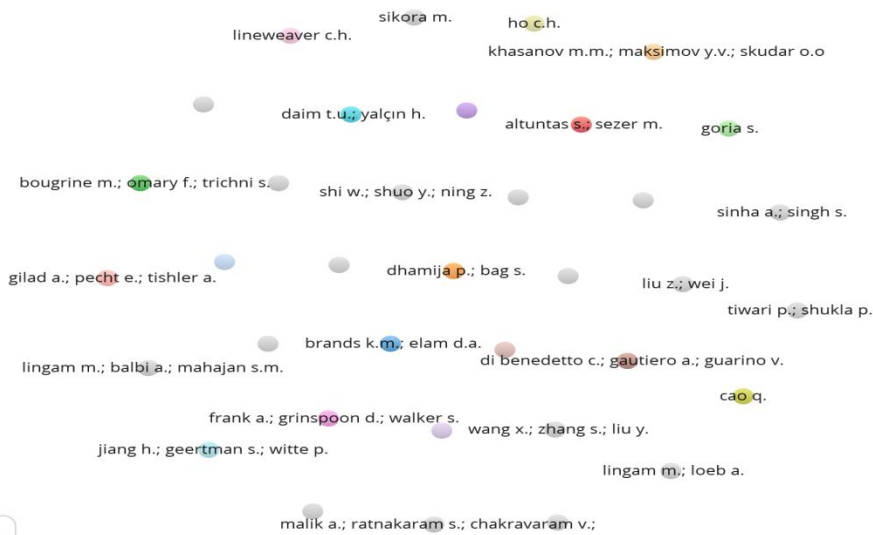 sikora m.
ho c.h.
lineweaver c.h.
khasanov m.m.; maksimov y.v.; skudar o.o
daim t.u.; yalçın h.
altuntas s.; sezer m.
goria s.
bougrine m.; omary f.; trichni s.
shi w.; shuo y.; ning z.
sinha a.; singh s.
gilad a.; pecht e.; tishler a.
dhamija p.; bag s.
liu z.; wei j.
tiwari p.; shukla p.
brands k.m.; elam d.a.
di benedetto c.; gautiero a.; guarino v.
lingam m.; balbi a.; mahajan s.m.
cao q.
frank a.; grinspoon d.; walker s.
wang x.; zhang s.; liu y.
jiang h.; geertman s.; witte p.
lingam m.; loeb a.
malik a.; ratnakaram s.; chakravaram v.;